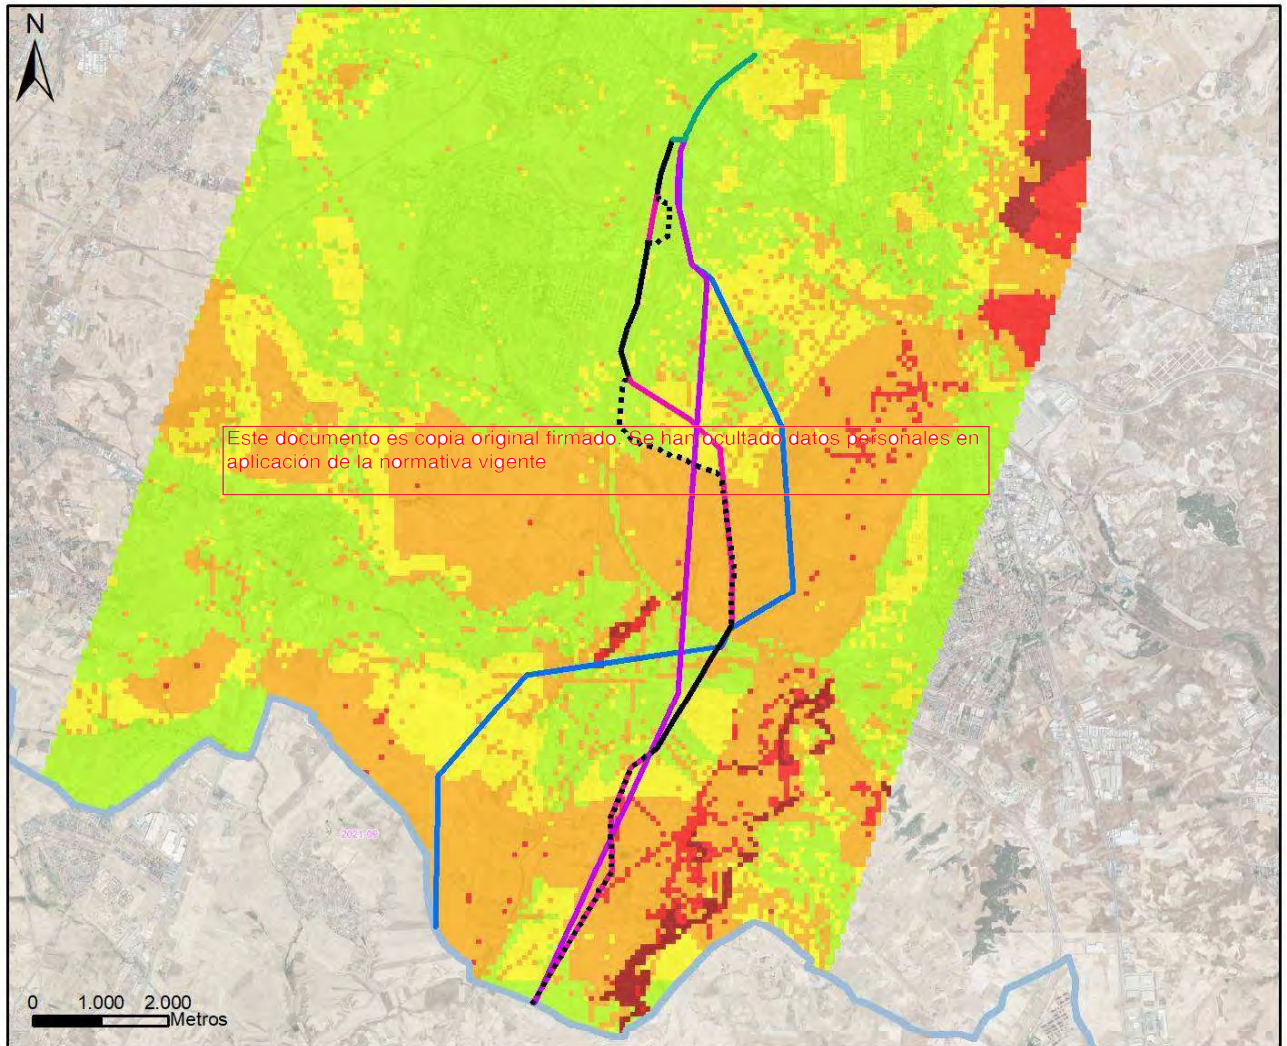 N
Este documento es copia original firmado. Se han ocultado datos personales en
aplicación de la normativa vigente
0 1.000 2.000
Metros